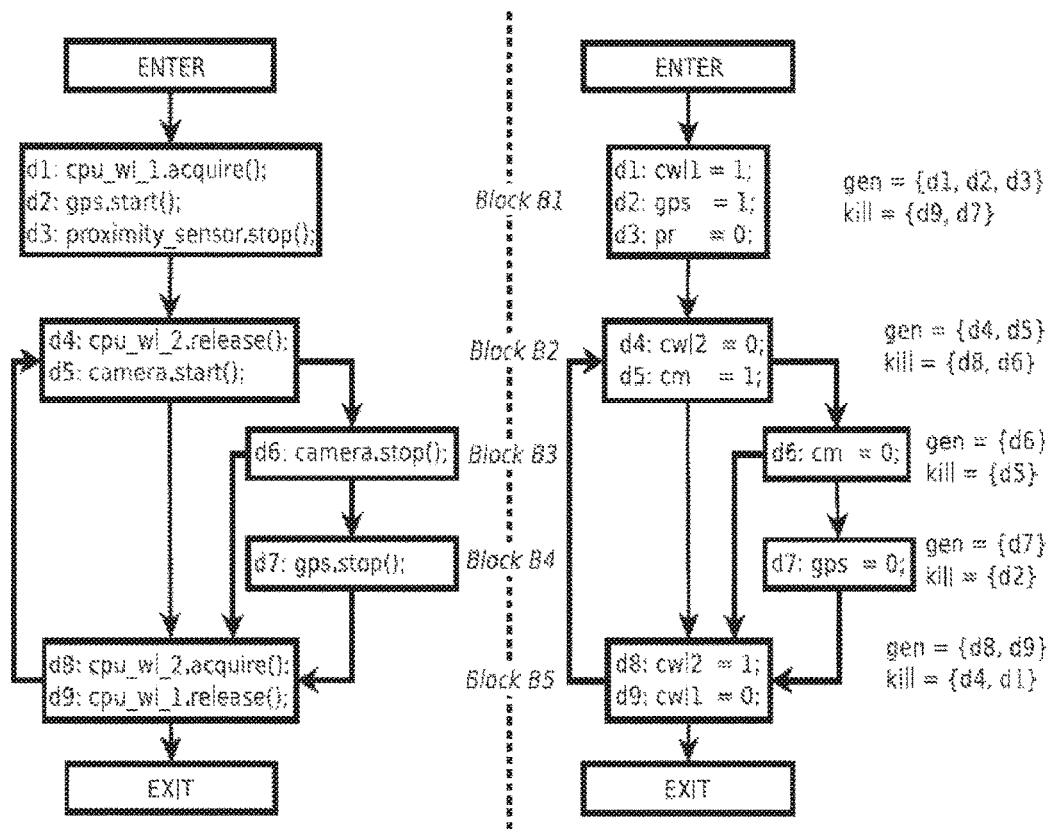 ENTER
d1: cpu_wl_1.acquire();
d2: gps.start();
d3: proximity_sensor.stop();
d4: cpu_wl_2.release();
d5: camera.start();
d6: camera.stop();
d7: gps.stop();
d8: cpu_wl_2.acquire();
d9: cpu_wl_1.release();
EXIT
Block B1
Block B2
Block B3
Block B4
Block B5
ENTER
d1: cwl1 = 1;
d2: gps = 1;
d3: pr = 0;
gen = {d1, d2, d3}
kill = {d9, d7}
d4: cwl2 = 0;
d5: cm = 1;
gen = {d4, d5}
kill = {d8, d6}
d6: cm = 0;
gen = {d6}
kill = {d5}
d7: gps = 0;
gen = {d7}
kill = {d2}
d8: cwl2 = 1;
d9: cwl1 = 0;
gen = {d8, d9}
kill = {d4, d1}
EXIT